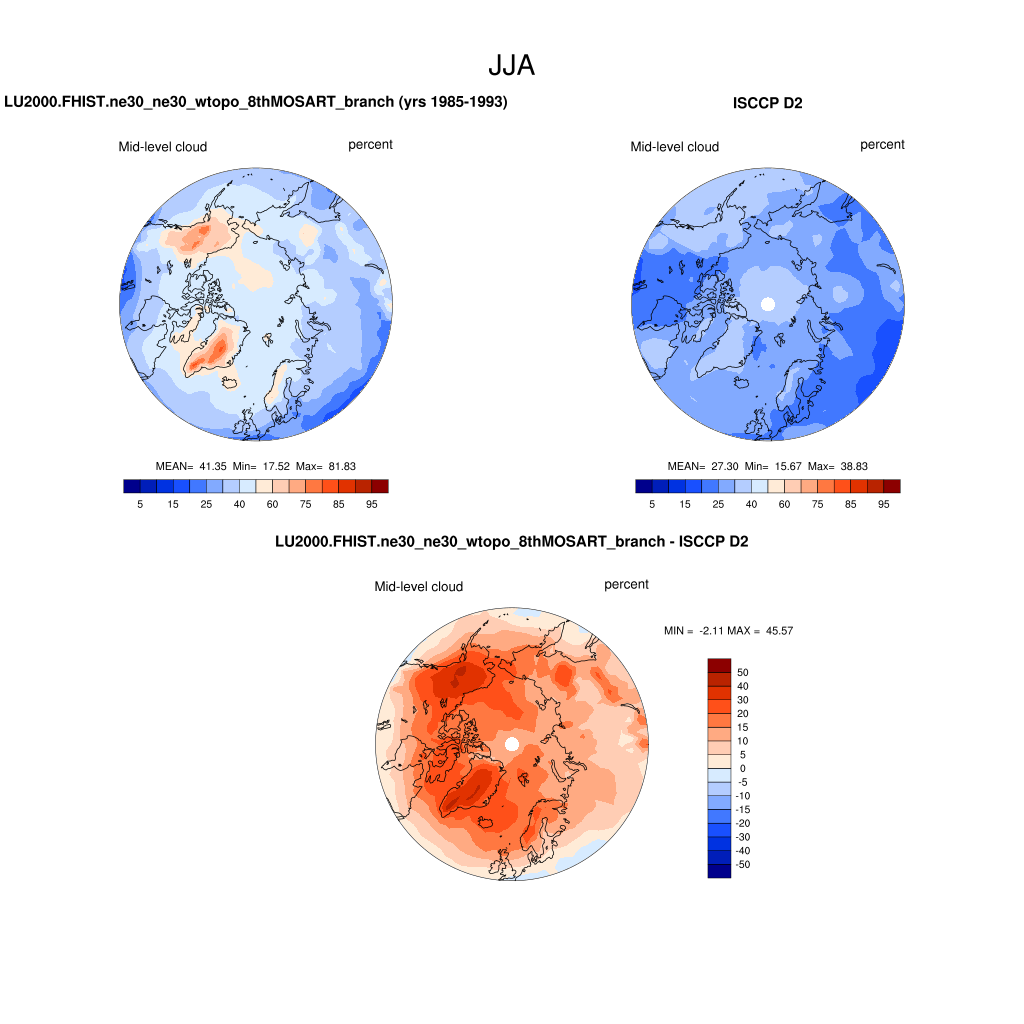 JJA
LU2000.FHIST.ne30_ne30_wtopo_8thMOSART_branch (yrs 1985-1993)
Mid-level cloud percent
MEAN= 41.35 Min= 17.52 Max= 81.83
5 15 25 40 60 75 85 95
ISCCP D2
Mid-level cloud percent
MEAN= 27.30 Min= 15.67 Max= 38.83
5 15 25 40 60 75 85 95
LU2000.FHIST.ne30_ne30_wtopo_8thMOSART_branch - ISCCP D2
Mid-level cloud percent
MIN = -2.11 MAX = 45.57
50
40
30
20
15
10
5
0
-5
-10
-15
-20
-30
-40
-50